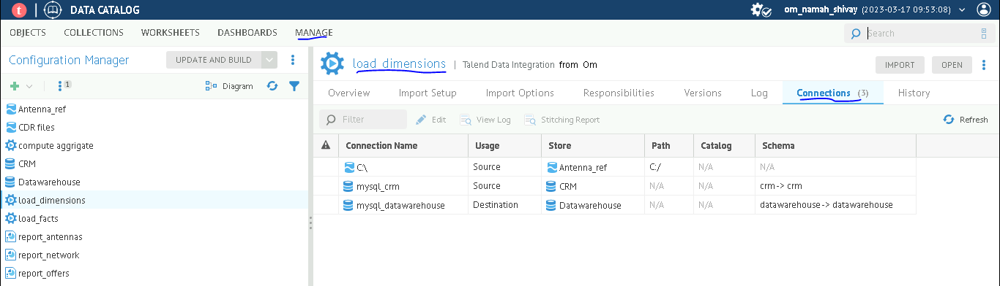 t DATA CATALOG om_namah_shivay (2023-03-17 09:53:08)
OBJECTS COLLECTIONS WORKSHEETS DASHBOARDS MANAGE Search
Configuration Manager UPDATE AND BUILD
load_dimensions | Talend Data Integration from Om IMPORT OPEN
1 Diagram
Overview Import Setup Import Options Responsibilities Versions Log Connections (3) History
Antenna_ref
CDR files
compute aggrigate
CRM
Datawarehouse
load_dimensions
load_facts
report_antennas
report_network
report_offers
Filter Edit View Log Stitching Report Refresh
Connection Name Usage Store Path Catalog Schema
C:\ Source Antenna_ref C:/ N/A N/A
mysql_crm Source CRM N/A N/A crm -> crm
mysql_datawarehouse Destination Datawarehouse N/A N/A datawarehouse -> datawarehouse